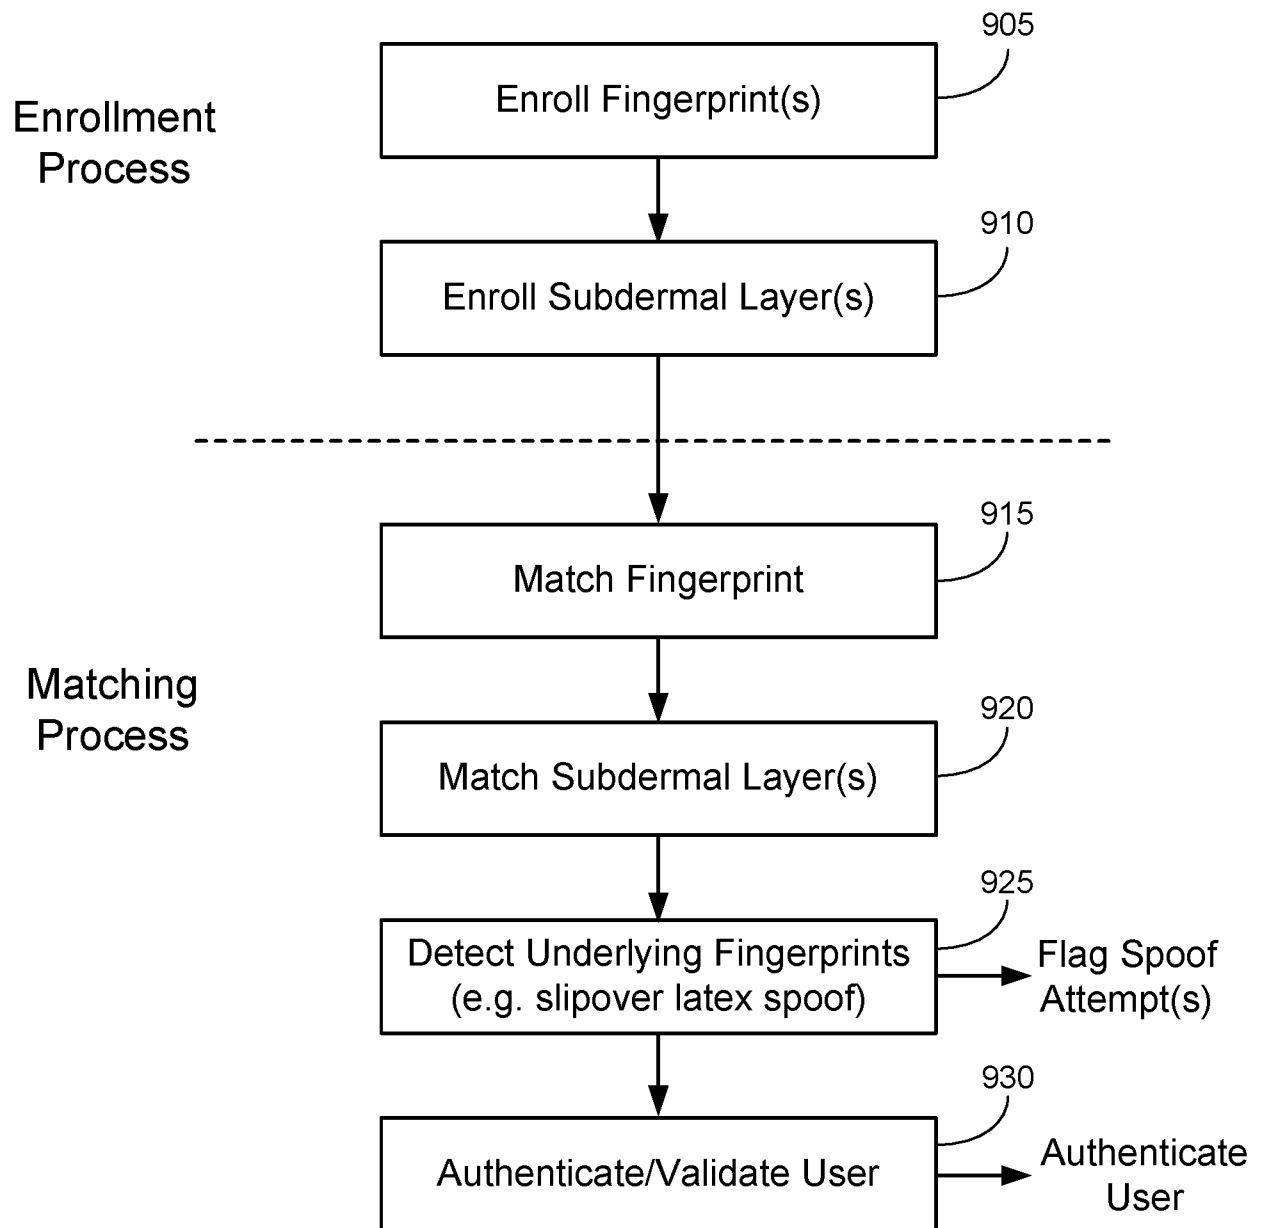 905
Enroll Fingerprint(s)
Enrollment
Process
910
Enroll Subdermal Layer(s)
915
Match Fingerprint
Matching
Process
920
Match Subdermal Layer(s)
925
Detect Underlying Fingerprints
(e.g. slipover latex spoof)
Flag Spoof
Attempt(s)
930
Authenticate/Validate User
Authenticate
User